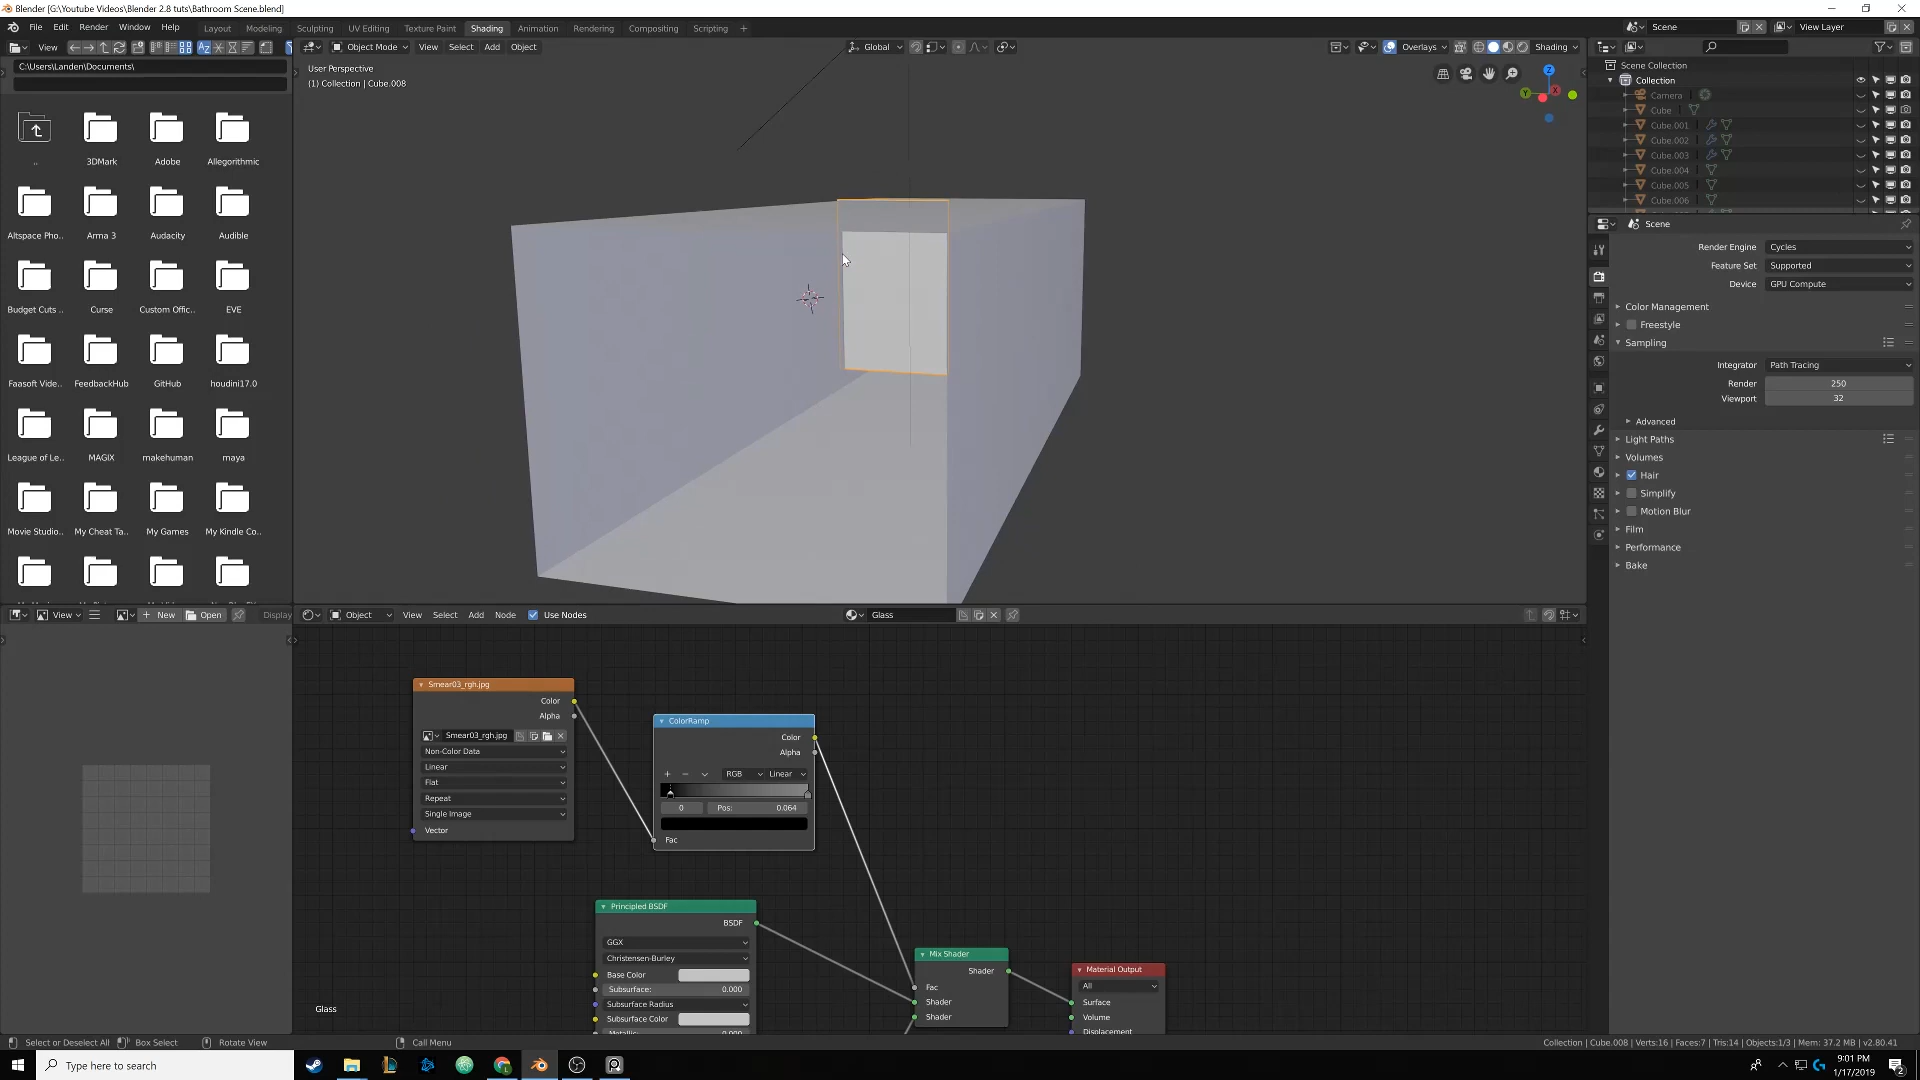 Blender [G:\Youtube Videos\Blender 2.8 tuts\Bathroom Scene.blend]
File Edit Render Window Help
Layout Modeling Sculpting UV Editing Texture Paint Shading Animation Rendering Compositing Scripting +
Scene
View Layer
View
Object Mode View Select Add Object
Global
Overlays
Shading
C:\Users\Landen\Documents\
User Perspective
(1) Collection | Cube.008
Z
Y
X
..
3DMark
Adobe
Allegorithmic
Altspace Pho..
Arma 3
Audacity
Audible
Budget Cuts ..
Curse
Custom Offic..
EVE
Faasoft Vide..
FeedbackHub
GitHub
houdini17.0
League of Le..
MAGIX
makehuman
maya
Movie Studio..
My Cheat Ta..
My Games
My Kindle Co..
Scene Collection
Collection
Camera
Cube
Cube.001
Cube.002
Cube.003
Cube.004
Cube.005
Cube.006
Scene
Render Engine Cycles
Feature Set Supported
Device GPU Compute
Color Management
Freestyle
Sampling
Integrator Path Tracing
Render 250
Viewport 32
Advanced
Light Paths
Volumes
Hair
Simplify
Motion Blur
Film
Performance
Bake
View
New
Open
Display
Object
View Select Add Node Use Nodes
Glass
Smear03_rgh.jpg
Color
Alpha
Smear03_rgh.jpg
Non-Color Data
Linear
Flat
Repeat
Single Image
Vector
ColorRamp
Color
Alpha
RGB Linear
0 Pos: 0.064
Fac
Principled BSDF
BSDF
GGX
Christensen-Burley
Base Color
Subsurface: 0.000
Subsurface Radius
Subsurface Color
Metallic: 0.000
Mix Shader
Shader
Fac
Shader
Shader
Material Output
All
Surface
Volume
Displacement
Glass
Select or Deselect All
Box Select
Rotate View
Call Menu
Collection | Cube.008 | Verts:16 | Faces:7 | Tris:14 | Objects:1/3 | Mem: 37.2 MB | v2.80.41
Type here to search
9:01 PM
1/17/2019
2